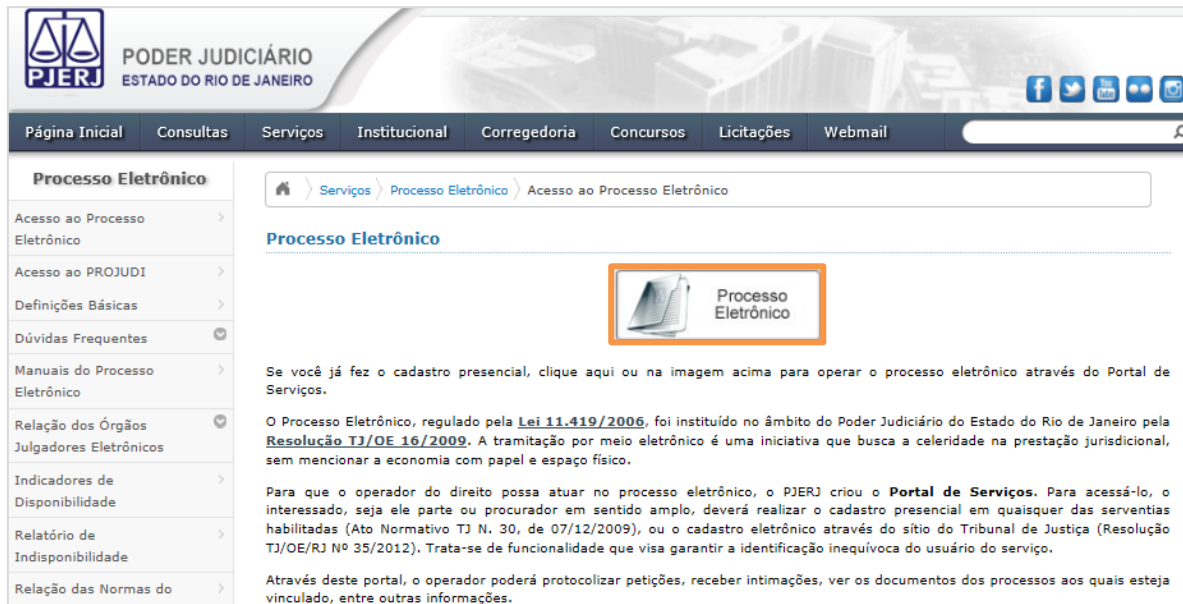 PJERJ
PODER JUDICIÁRIO
ESTADO DO RIO DE JANEIRO
f You Tube
Página Inicial Consultas Serviços Institucional Corregedoria Concursos Licitações Webmail
Processo Eletrônico
Acesso ao Processo
Eletrônico
Acesso ao PROJUDI
Definições Básicas
Dúvidas Frequentes
Manuais do Processo
Eletrônico
Relação dos Órgãos
Julgadores Eletrônicos
Indicadores de
Disponibilidade
Relatório de
Indisponibilidade
Relação das Normas do
Serviços Processo Eletrônico Acesso ao Processo Eletrônico
Processo Eletrônico
Processo
Eletrônico
Se você já fez o cadastro presencial, clique aqui ou na imagem acima para operar o processo eletrônico através do Portal de
Serviços.
O Processo Eletrônico, regulado pela Lei 11.419/2006, foi instituído no âmbito do Poder Judiciário do Estado do Rio de Janeiro pela
Resolução TJ/OE 16/2009. A tramitação por meio eletrônico é uma iniciativa que busca a celeridade na prestação jurisdicional,
sem mencionar a economia com papel e espaço físico.
Para que o operador do direito possa atuar no processo eletrônico, o PJERJ criou o Portal de Serviços. Para acessá-lo, o
interessado, seja ele parte ou procurador em sentido amplo, deverá realizar o cadastro presencial em quaisquer das serventias
habilitadas (Ato Normativo TJ N. 30, de 07/12/2009), ou o cadastro eletrônico através do sítio do Tribunal de Justiça (Resolução
TJ/OE/RJ Nº 35/2012). Trata-se de funcionalidade que visa garantir a identificação inequívoca do usuário do serviço.
Através deste portal, o operador poderá protocolizar petições, receber intimações, ver os documentos dos processos aos quais esteja
vinculado, entre outras informações.